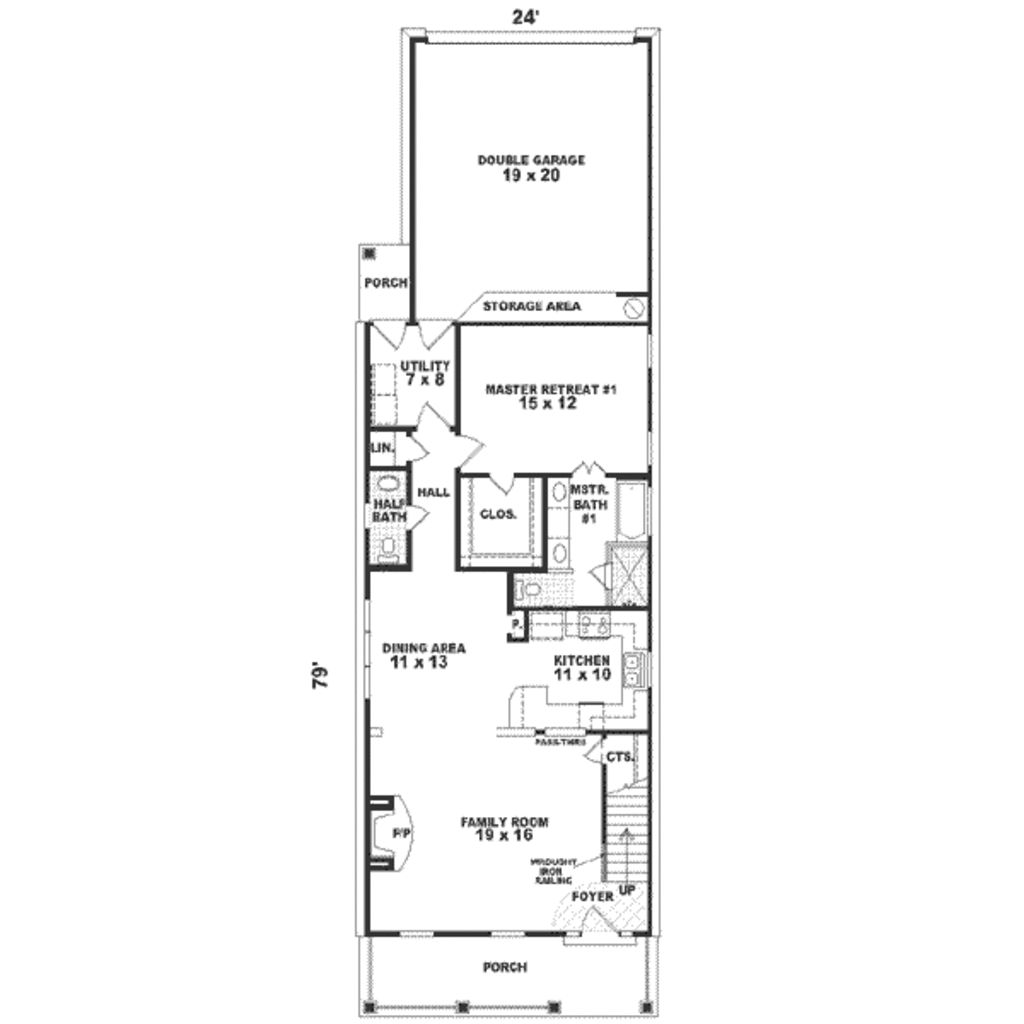 24'
DOUBLE GARAGE
19 x 20
PORCH
STORAGE AREA
UTILITY
7 x 8
MASTER RETREAT #1
15 x 12
LIN.
HALL
HALF
BATH
CLOS.
MSTR.
BATH
#1
P.
DINING AREA
11 x 13
KITCHEN
11 x 10
79'
PASS-THRU
CTS.
FAMILY ROOM
19 x 16
F/P
WROUGHT
IRON
RAILING
UP
FOYER
PORCH